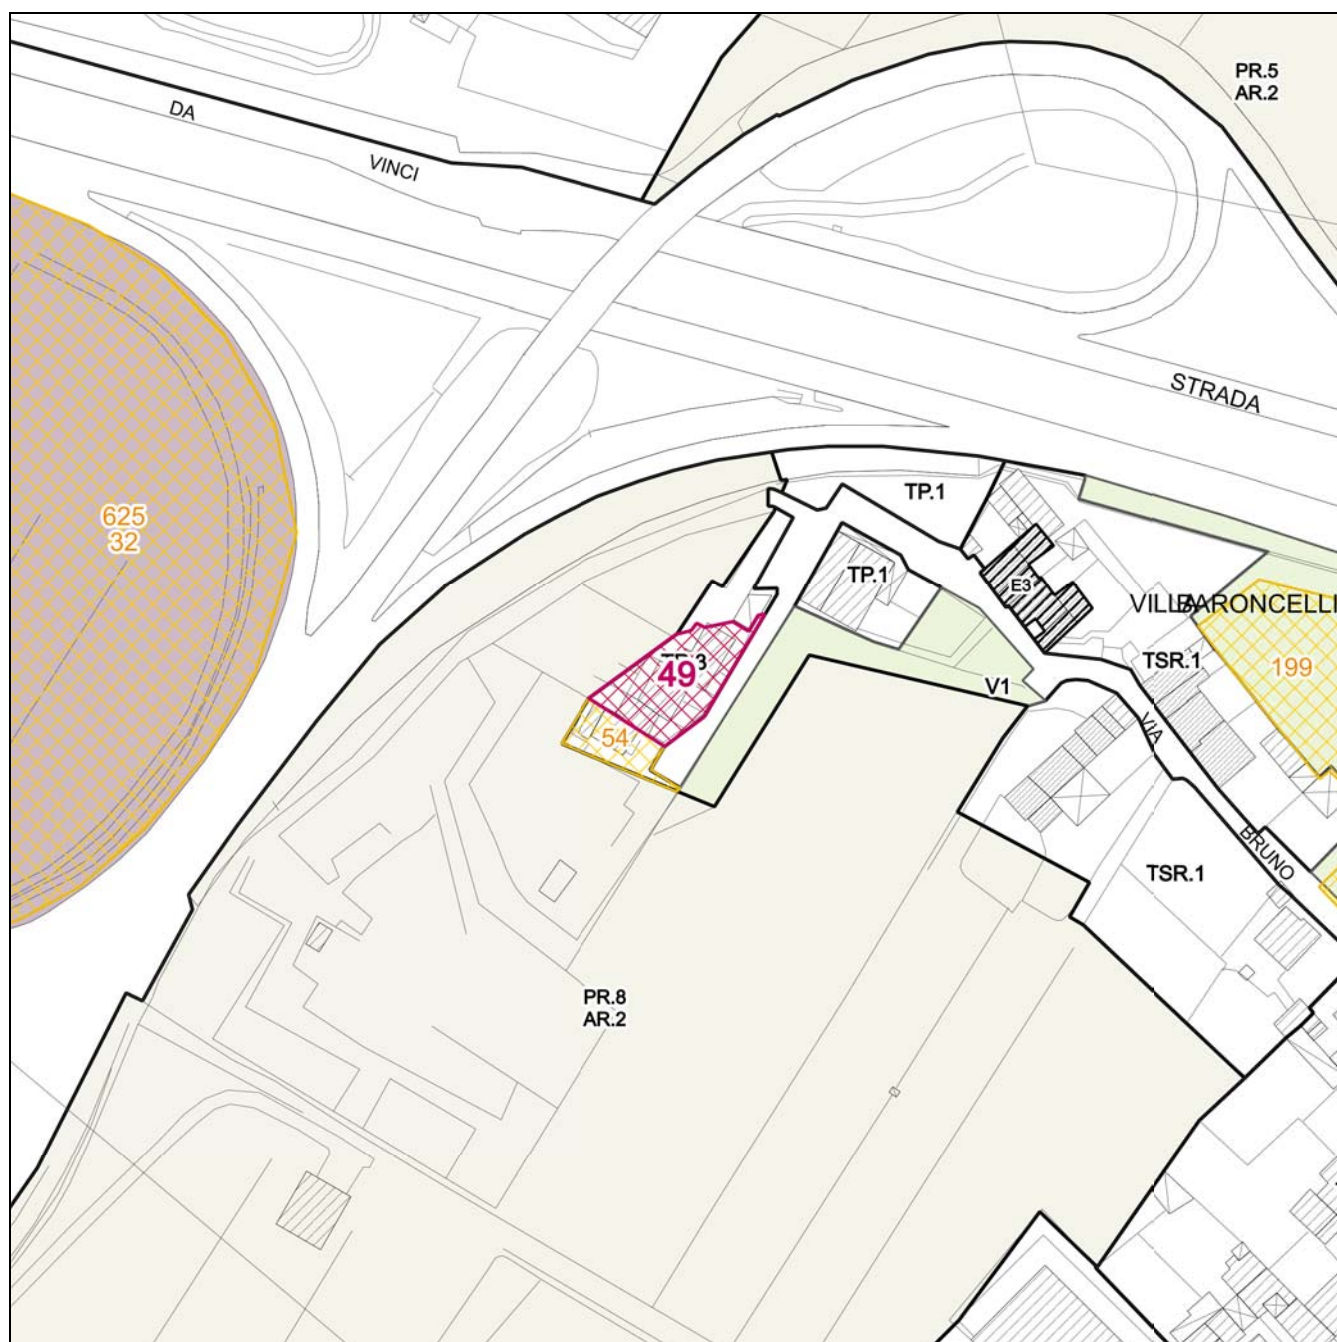 PR.5
AR.2
DA
VINCI
STRADA
TP.1
625
32
TP.1
E3
VILLA BARONCELLI
49
TSR.1
199
V1
54
VIA
BRUNO
TSR.1
PR.8
AR.2